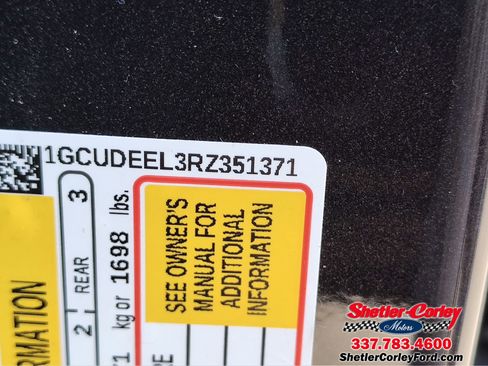 1GCUDEEL3RZ351371
REAR 3
2
kg or 1698 lbs.
SEE OWNER'S
MANUAL FOR
ADDITIONAL
INFORMATION
Shetler-Corley
Motors
337.783.4600
ShetlerCorleyFord.com